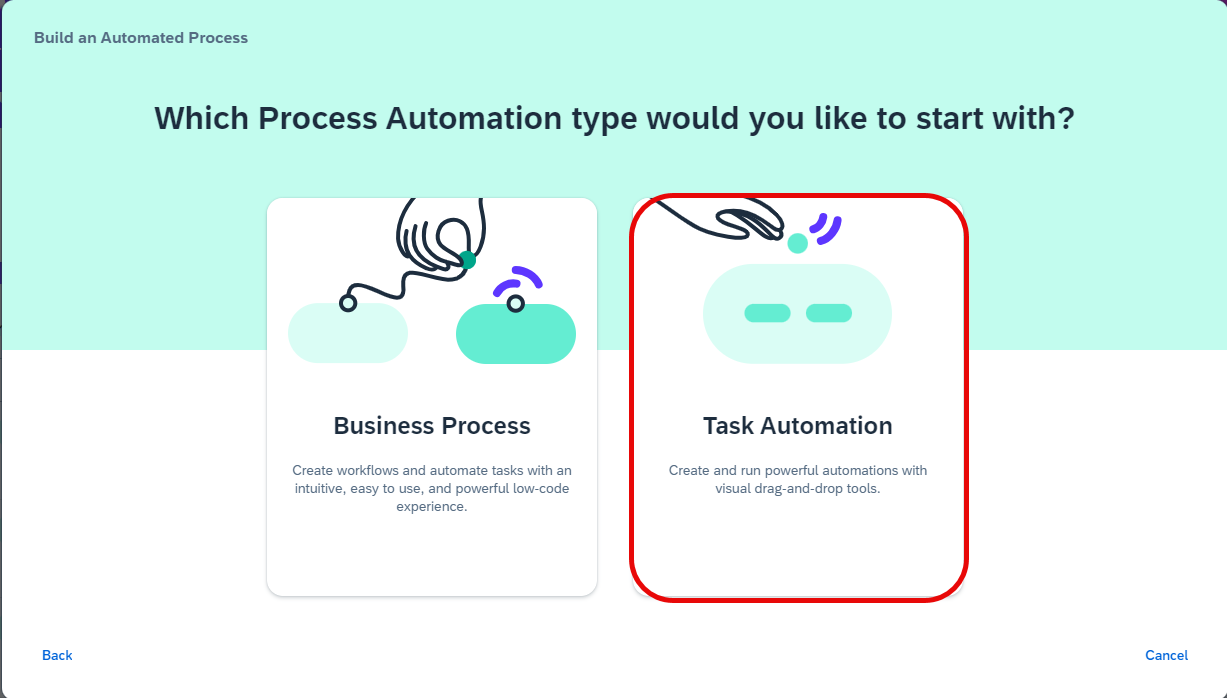 Build an Automated Process
Which Process Automation type would you like to start with?
Business Process
Create workflows and automate tasks with an
intuitive, easy to use, and powerful low-code
experience.
Task Automation
Create and run powerful automations with
visual drag-and-drop tools.
Back
Cancel